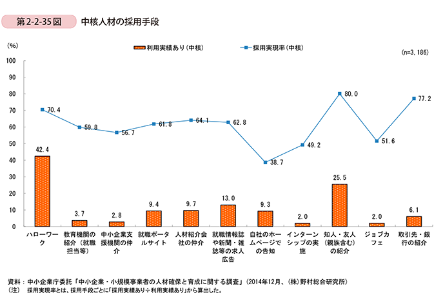 第2-2-35図 中核人材の採用手段
(%)
利用実績あり(中核) 採用実現率(中核)
(n=3,186)
100
90
80
70
60
50
40
30
20
10
0
70.4 59.8 56.7 61.8 64.1 62.8 38.7 49.2 80.0 51.6 77.2
42.4 3.7 2.8 9.4 9.7 13.0 9.3 2.0 25.5 2.0 6.1
ハローワーク
教育機関の紹介(就職担当等)
中小企業支援機関の仲介
就職ポータルサイト
人材紹介会社の仲介
就職情報誌や新聞・雑誌等の求人広告
自社のホームページでの告知
インターンシップの実施
知人・友人(親族含む)の紹介
ジョブカフェ
取引先・銀行の紹介
資料：中小企業庁委託「中小企業・小規模事業者の人材確保と育成に関する調査」(2014年12月、(株)野村総合研究所)
(注) 採用実現率とは、採用手段ごとに「採用実績あり÷利用実績あり」から算出した。